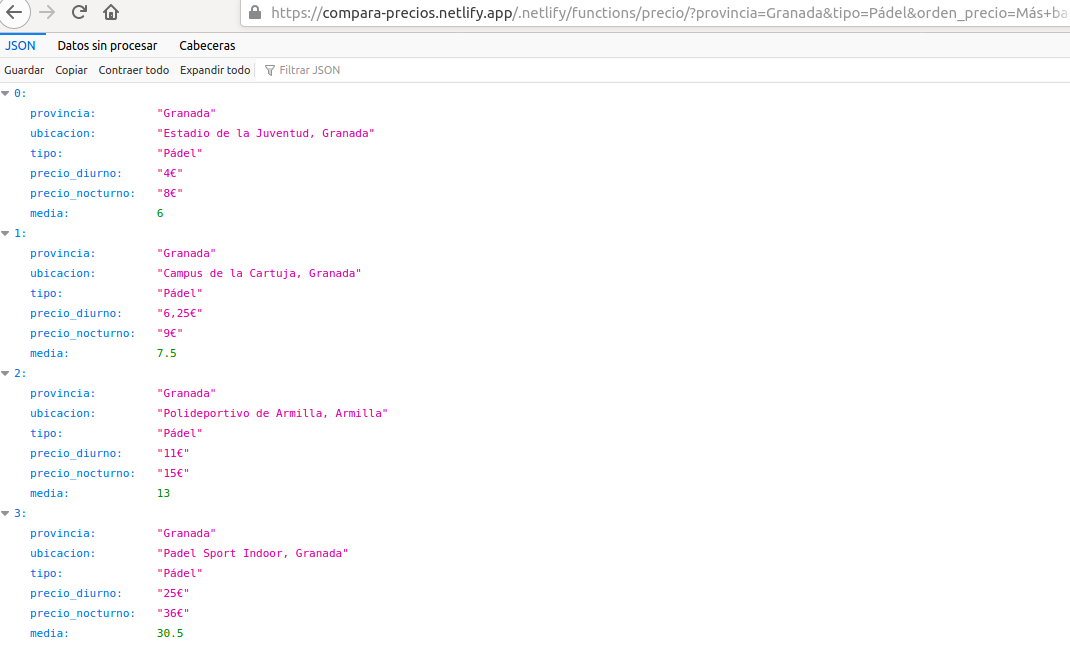 https://compara-precios.netlify.app/.netlify/functions/precio/?provincia=Granada&tipo=Pádel&orden_precio=Más+ba
JSON Datos sin procesar Cabeceras
Guardar Copiar Contraer todo Expandir todo Filtrar JSON
0:
provincia: "Granada"
ubicacion: "Estadio de la Juventud, Granada"
tipo: "Pádel"
precio_diurno: "4€"
precio_nocturno: "8€"
media: 6
1:
provincia: "Granada"
ubicacion: "Campus de la Cartuja, Granada"
tipo: "Pádel"
precio_diurno: "6,25€"
precio_nocturno: "9€"
media: 7.5
2:
provincia: "Granada"
ubicacion: "Polideportivo de Armilla, Armilla"
tipo: "Pádel"
precio_diurno: "11€"
precio_nocturno: "15€"
media: 13
3:
provincia: "Granada"
ubicacion: "Padel Sport Indoor, Granada"
tipo: "Pádel"
precio_diurno: "25€"
precio_nocturno: "36€"
media: 30.5